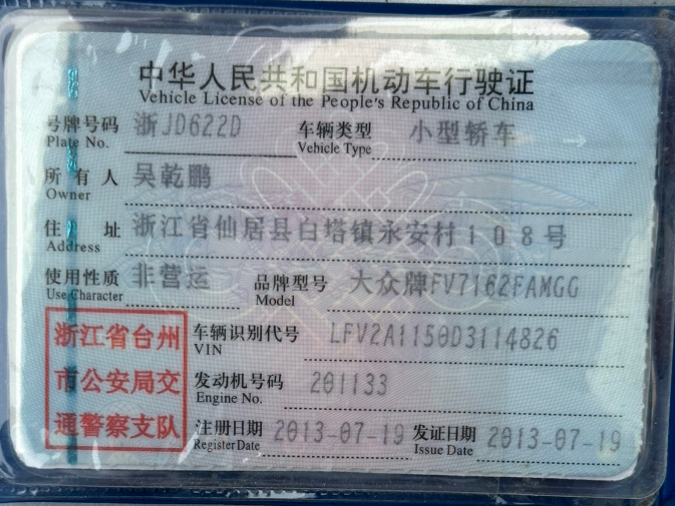 中华人民共和国机动车行驶证
Vehicle License of the People's Republic of China
号牌号码 浙JD622D 车辆类型 小型轿车
Plate No. Vehicle Type
所有人 吴乾鹏
Owner
住址 浙江省仙居县白塔镇永安村108号
Address
使用性质 非营运 品牌型号 大众牌FV7162FAMGG
Use Character Model
浙江省台州 车辆识别代号 LFV2A1150D3114826
VIN
市公安局交 发动机号码 201133
Engine No.
通警察支队 注册日期 2013-07-19 发证日期 2013-07-19
Register Date Issue Date